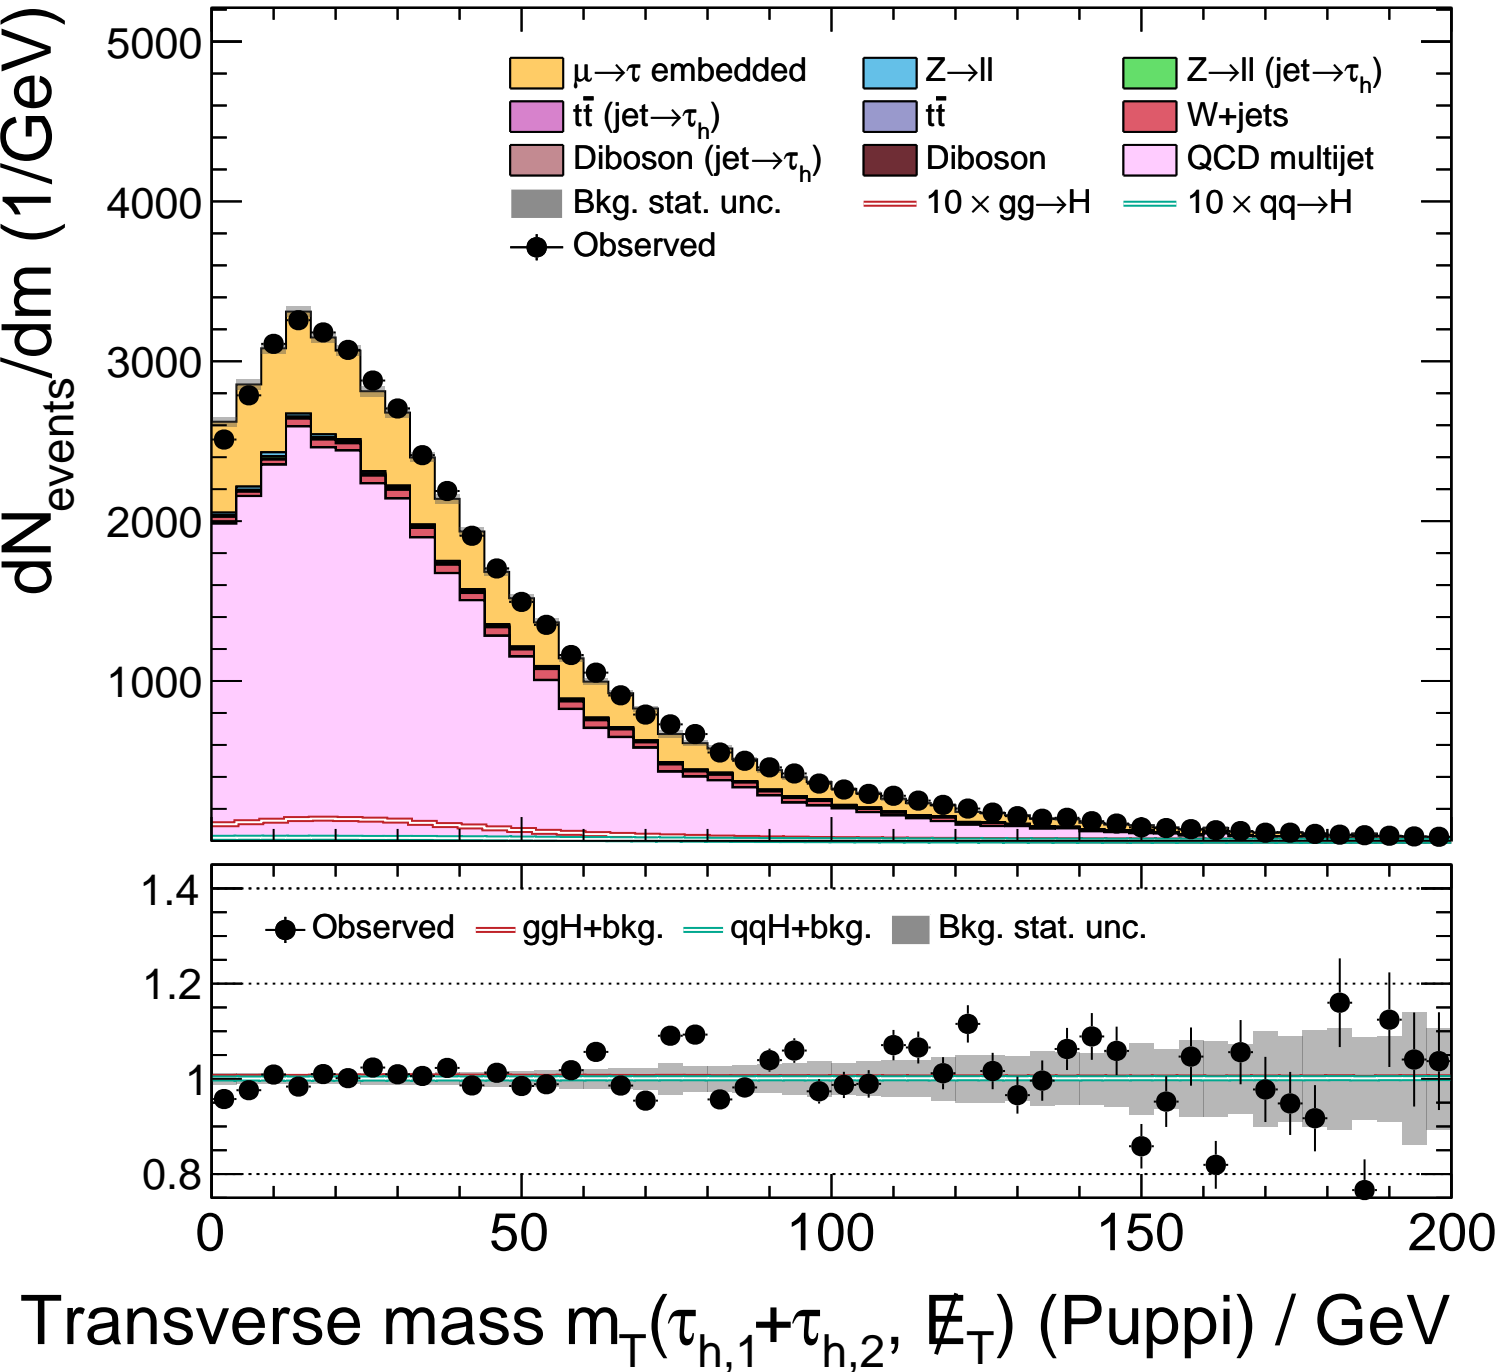 dN_events/dm (1/GeV)
5000
4000
3000
2000
1000
μ→τ embedded Z→ll Z→ll (jet→τ_h)
tt̄ (jet→τ_h) tt̄ W+jets
Diboson (jet→τ_h) Diboson QCD multijet
Bkg. stat. unc. 10 × gg→H 10 × qq→H
Observed
1.4
1.2
1
0.8
Observed ggH+bkg. qqH+bkg. Bkg. stat. unc.
0 50 100 150 200
Transverse mass m_T(τ_h,1+τ_h,2, E̸_T) (Puppi) / GeV